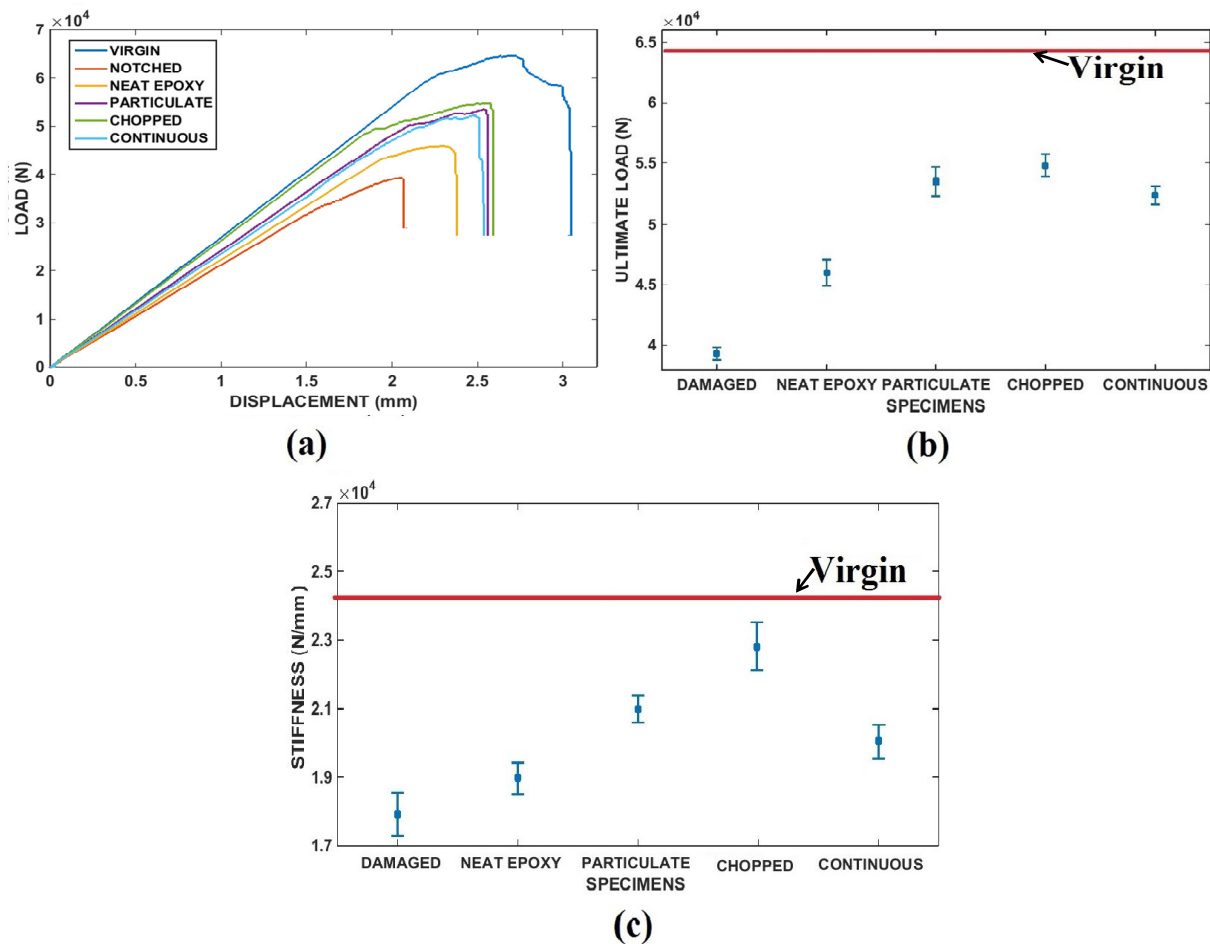 ×10⁴
7
6
5
4
3
2
1
0
LOAD (N)
VIRGIN
NOTCHED
NEAT EPOXY
PARTICULATE
CHOPPED
CONTINUOUS
0 0.5 1 1.5 2 2.5 3
DISPLACEMENT (mm)
(a)
×10⁴
6.5
6
5.5
5
4.5
4
ULTIMATE LOAD (N)
Virgin
DAMAGED NEAT EPOXY PARTICULATE CHOPPED CONTINUOUS
SPECIMENS
(b)
×10⁴
2.7
2.5
2.3
2.1
1.9
1.7
STIFFNESS (N/mm)
Virgin
DAMAGED NEAT EPOXY PARTICULATE CHOPPED CONTINUOUS
SPECIMENS
(c)